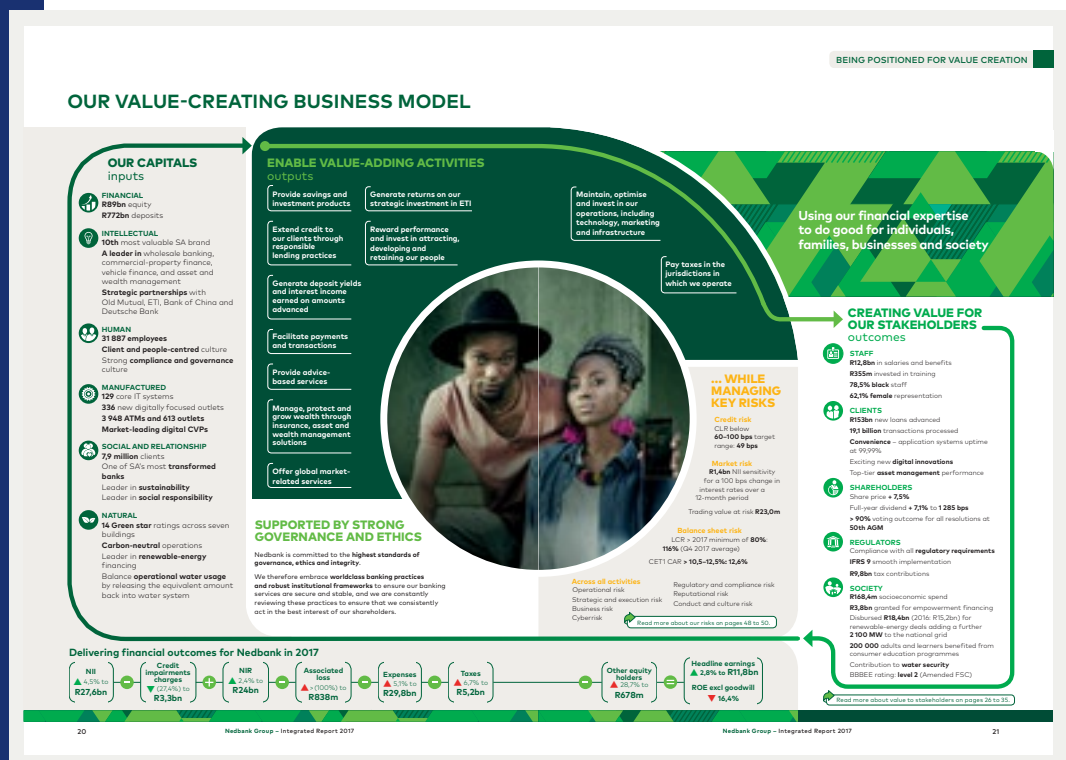 BEING POSITIONED FOR VALUE CREATION
OUR VALUE-CREATING BUSINESS MODEL
OUR CAPITALS
inputs
FINANCIAL
R89bn equity
R772bn deposits
INTELLECTUAL
10th most valuable SA brand
A leader in wholesale banking,
commercial-property finance,
vehicle finance, and asset and
wealth management
Strategic partnerships with
Old Mutual, ETI, Bank of China and
Deutsche Bank
HUMAN
31 887 employees
Client and people-centred culture
Strong compliance and governance
culture
MANUFACTURED
129 core IT systems
336 new digitally focused outlets
3 948 ATMs and 613 outlets
Market-leading digital CVPs
SOCIAL AND RELATIONSHIP
7,9 million clients
One of SA's most transformed
banks
Leader in sustainability
Leader in social responsibility
NATURAL
14 Green star ratings across seven
buildings
Carbon-neutral operations
Leader in renewable-energy
financing
Balance operational water usage
by releasing the equivalent amount
back into water system
ENABLE VALUE-ADDING ACTIVITIES
outputs
Provide savings and
investment products
Extend credit to
our clients through
responsible
lending practices
Generate deposit yields
and interest income
earned on amounts
advanced
Facilitate payments
and transactions
Provide advice-
based services
Manage, protect and
grow wealth through
insurance, asset and
wealth management
solutions
Offer global market-
related services
Generate returns on our
strategic investment in ETI
Reward performance
and invest in attracting,
developing and
retaining our people
Maintain, optimise
and invest in our
operations, including
technology, marketing
and infrastructure
Pay taxes in the
jurisdictions in
which we operate
SUPPORTED BY STRONG
GOVERNANCE AND ETHICS
Nedbank is committed to the highest standards of
governance, ethics and integrity.
We therefore embrace worldclass banking practices
and robust institutional frameworks to ensure our banking
services are secure and stable, and we are constantly
reviewing these practices to ensure that we consistently
act in the best interest of our shareholders.
... WHILE
MANAGING
KEY RISKS
Credit risk
CLR below
60–100 bps target
range: 49 bps
Market risk
R1,4bn NII sensitivity
for a 100 bps change in
interest rates over a
12-month period
Trading value at risk R23,0m
Balance sheet risk
LCR > 2017 minimum of 80%:
116% (Q4 2017 average)
CET1 CAR > 10,5–12,5%: 12,6%
Across all activities
Operational risk
Strategic and execution risk
Business risk
Cyberrisk
Regulatory and compliance risk
Reputational risk
Conduct and culture risk
Read more about our risks on pages 48 to 50.
Using our financial expertise
to do good for individuals,
families, businesses and society
CREATING VALUE FOR
OUR STAKEHOLDERS
outcomes
STAFF
R12,8bn in salaries and benefits
R355m invested in training
78,5% black staff
62,1% female representation
CLIENTS
R153bn new loans advanced
19,1 billion transactions processed
Convenience – application systems uptime
at 99,99%
Exciting new digital innovations
Top-tier asset management performance
SHAREHOLDERS
Share price + 7,5%
Full-year dividend + 7,1% to 1 285 bps
> 90% voting outcome for all resolutions at
50th AGM
REGULATORS
Compliance with all regulatory requirements
IFRS 9 smooth implementation
R9,8bn tax contributions
SOCIETY
R168,4m socioeconomic spend
R3,8bn granted for empowerment financing
Disbursed R18,4bn (2016: R15,2bn) for
renewable-energy deals adding a further
2 100 MW to the national grid
200 000 adults and learners benefited from
consumer education programmes
Contribution to water security
BBBEE rating: level 2 (Amended FSC)
Read more about value to stakeholders on pages 26 to 35.
Delivering financial outcomes for Nedbank in 2017
NII
▲ 4,5% to
R27,6bn
Credit
impairments
charges
▼ (27,4%) to
R3,3bn
NIR
▲ 2,4% to
R24bn
Associated
loss
▲ > (100%) to
R838m
Expenses
▲ 5,1% to
R29,8bn
Taxes
▲ 6,7% to
R5,2bn
Other equity
holders
▲ 28,7% to
R678m
Headline earnings
▲ 2,8% to R11,8bn
ROE excl goodwill
▼ 16,4%
20
Nedbank Group – Integrated Report 2017
Nedbank Group – Integrated Report 2017
21